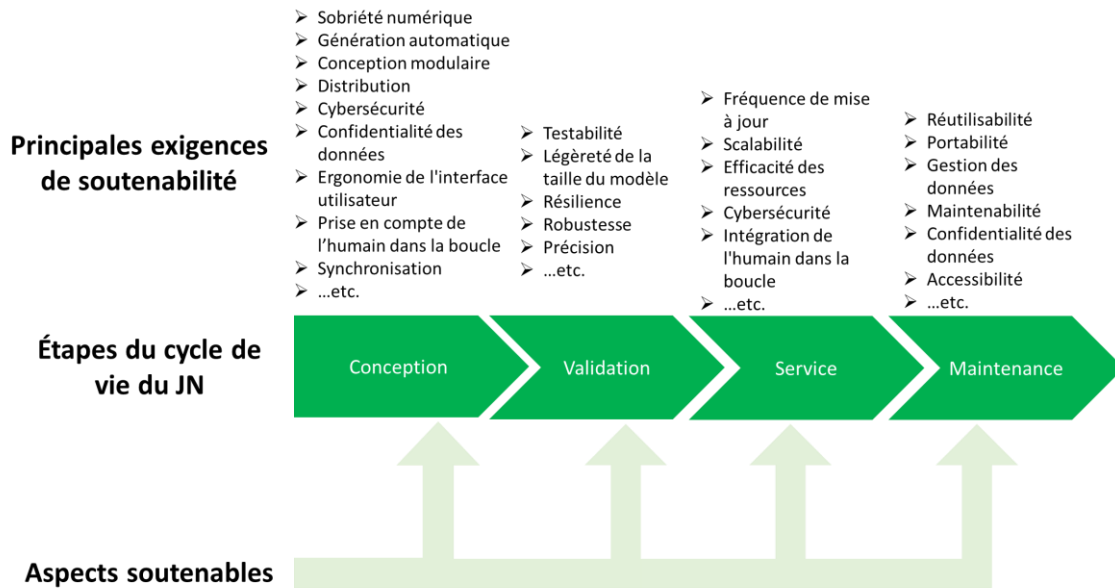 Principales exigences
de soutenabilité
➢ Sobriété numérique
➢ Génération automatique
➢ Conception modulaire
➢ Distribution
➢ Cybersécurité
➢ Confidentialité des
données
➢ Ergonomie de l'interface
utilisateur
➢ Prise en compte de
l’humain dans la boucle
➢ Synchronisation
➢ ...etc.
➢ Testabilité
➢ Légèreté de la
taille du modèle
➢ Résilience
➢ Robustesse
➢ Précision
➢ ...etc.
➢ Fréquence de mise
à jour
➢ Scalabilité
➢ Efficacité des
ressources
➢ Cybersécurité
➢ Intégration de
l'humain dans la
boucle
➢ ...etc.
➢ Réutilisabilité
➢ Portabilité
➢ Gestion des
données
➢ Maintenabilité
➢ Confidentialité des
données
➢ Accessibilité
➢ ...etc.
Étapes du cycle de
vie du JN
Conception
Validation
Service
Maintenance
Aspects soutenables